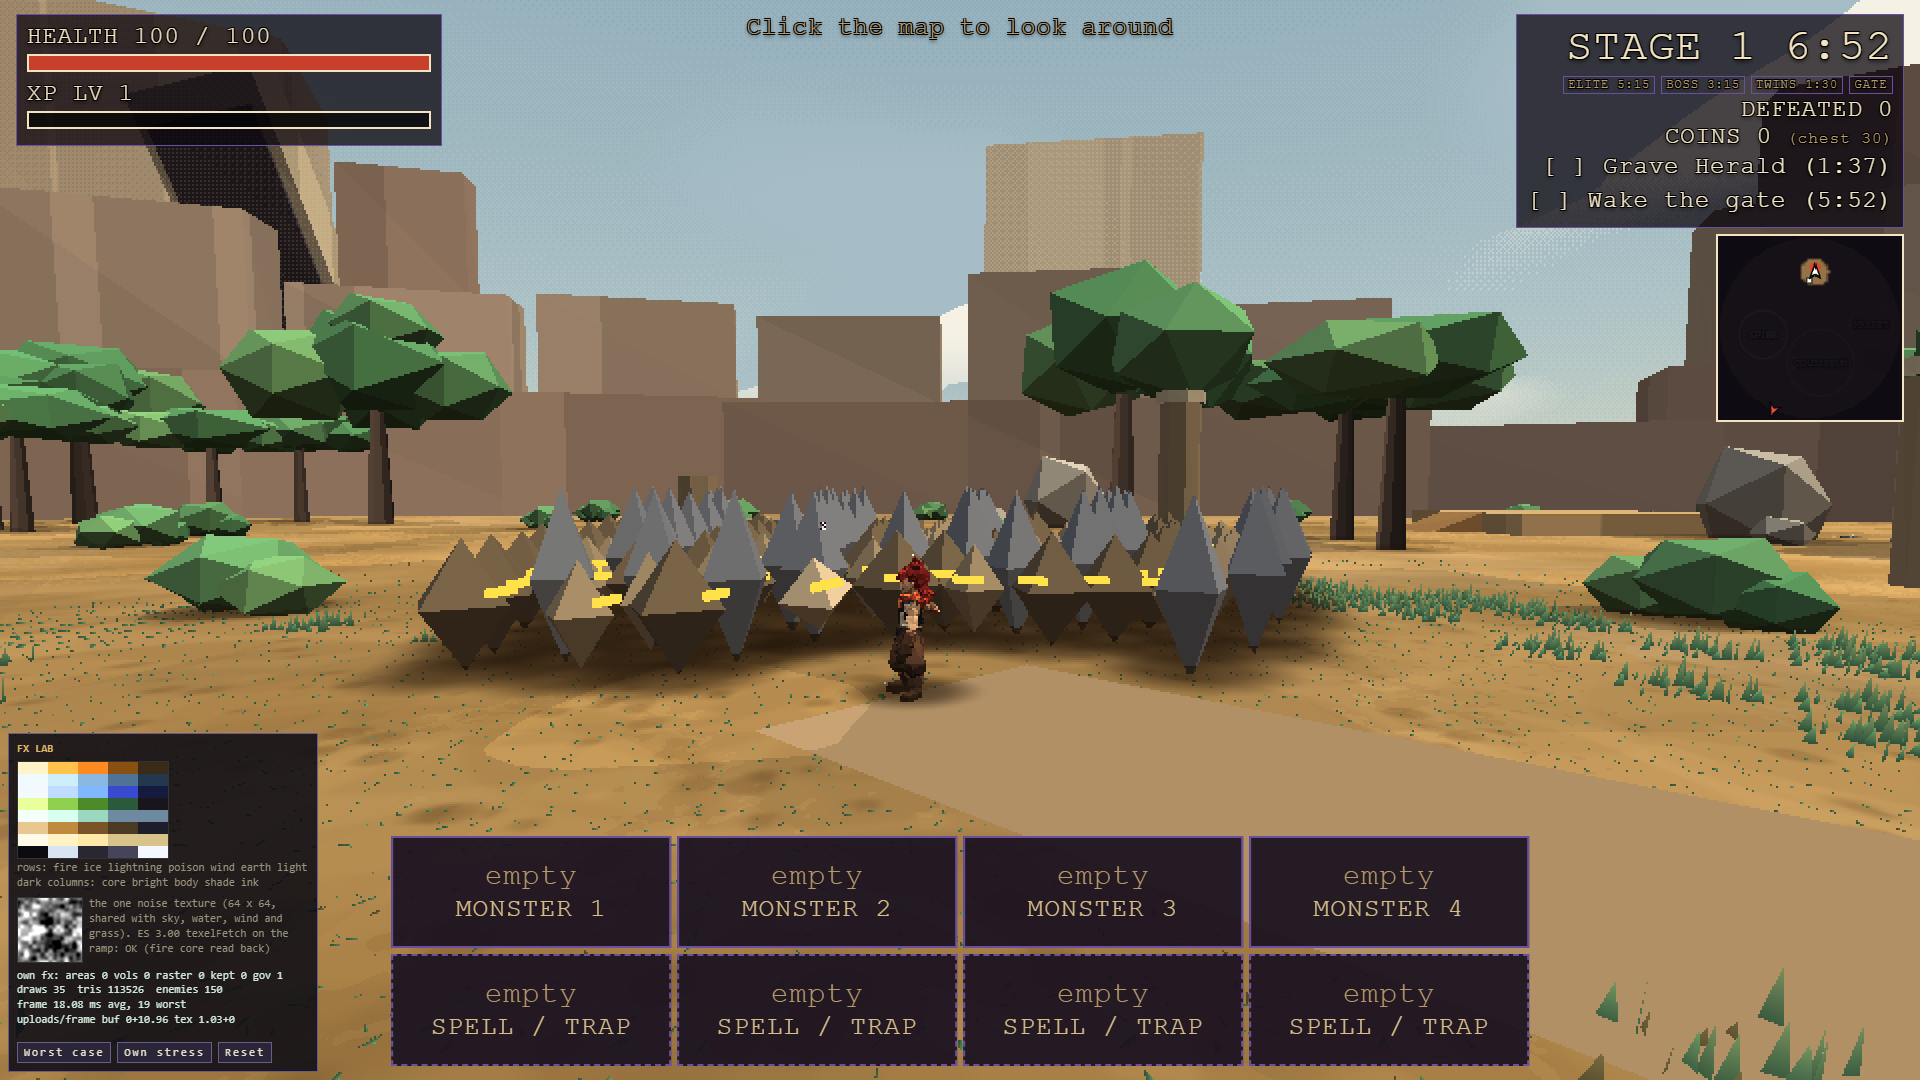 HEALTH 100 / 100
XP LV 1
Click the map to look around
STAGE 1 6:52
ELITE 5:15 BOSS 3:15 TWINS 1:30 GATE
DEFEATED 0
COINS 0 (chest 30)
[ ] Grave Herald (1:37)
[ ] Wake the gate (5:52)
FX LAB
rows: fire ice lightning poison wind earth light
dark columns: core bright body shade ink
the one noise texture (64 x 64,
shared with sky, water, wind and
grass). ES 3.00 texelFetch on the
ramp: OK (fire core read back)
own fx: areas 0 vols 0 raster 0 kept 0 gov 1
draws 35 tris 113526 enemies 150
frame 18.08 ms avg, 19 worst
uploads/frame buf 0+10.96 tex 1.03+0
Worst case Own stress Reset
empty
MONSTER 1
empty
MONSTER 2
empty
MONSTER 3
empty
MONSTER 4
empty
SPELL / TRAP
empty
SPELL / TRAP
empty
SPELL / TRAP
empty
SPELL / TRAP